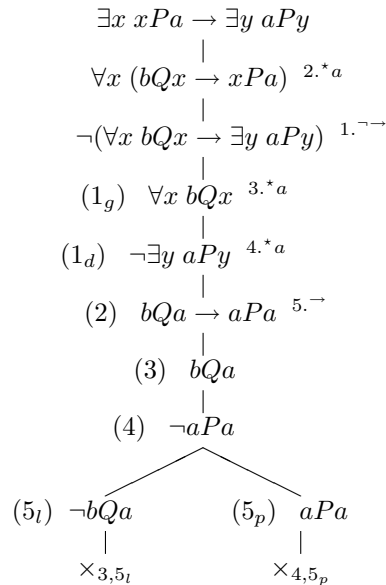 ∃x xPa → ∃y aPy
∀x (bQx → xPa) 2.⋆a
¬(∀x bQx → ∃y aPy) 1.¬→
(1g) ∀x bQx 3.⋆a
(1d) ¬∃y aPy 4.⋆a
(2) bQa → aPa 5.→
(3) bQa
(4) ¬aPa
(5l) ¬bQa (5p) aPa
×3,5l ×4,5p